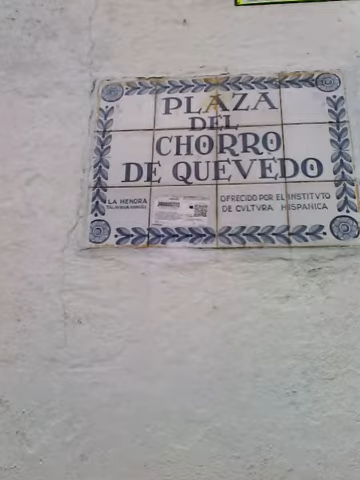 PLAZA
DEL
CHORRO
DE QUEVEDO
LA MENORA
OFRECIDO POR EL INSTITVTO
DE CVLTVRA HISPANICA